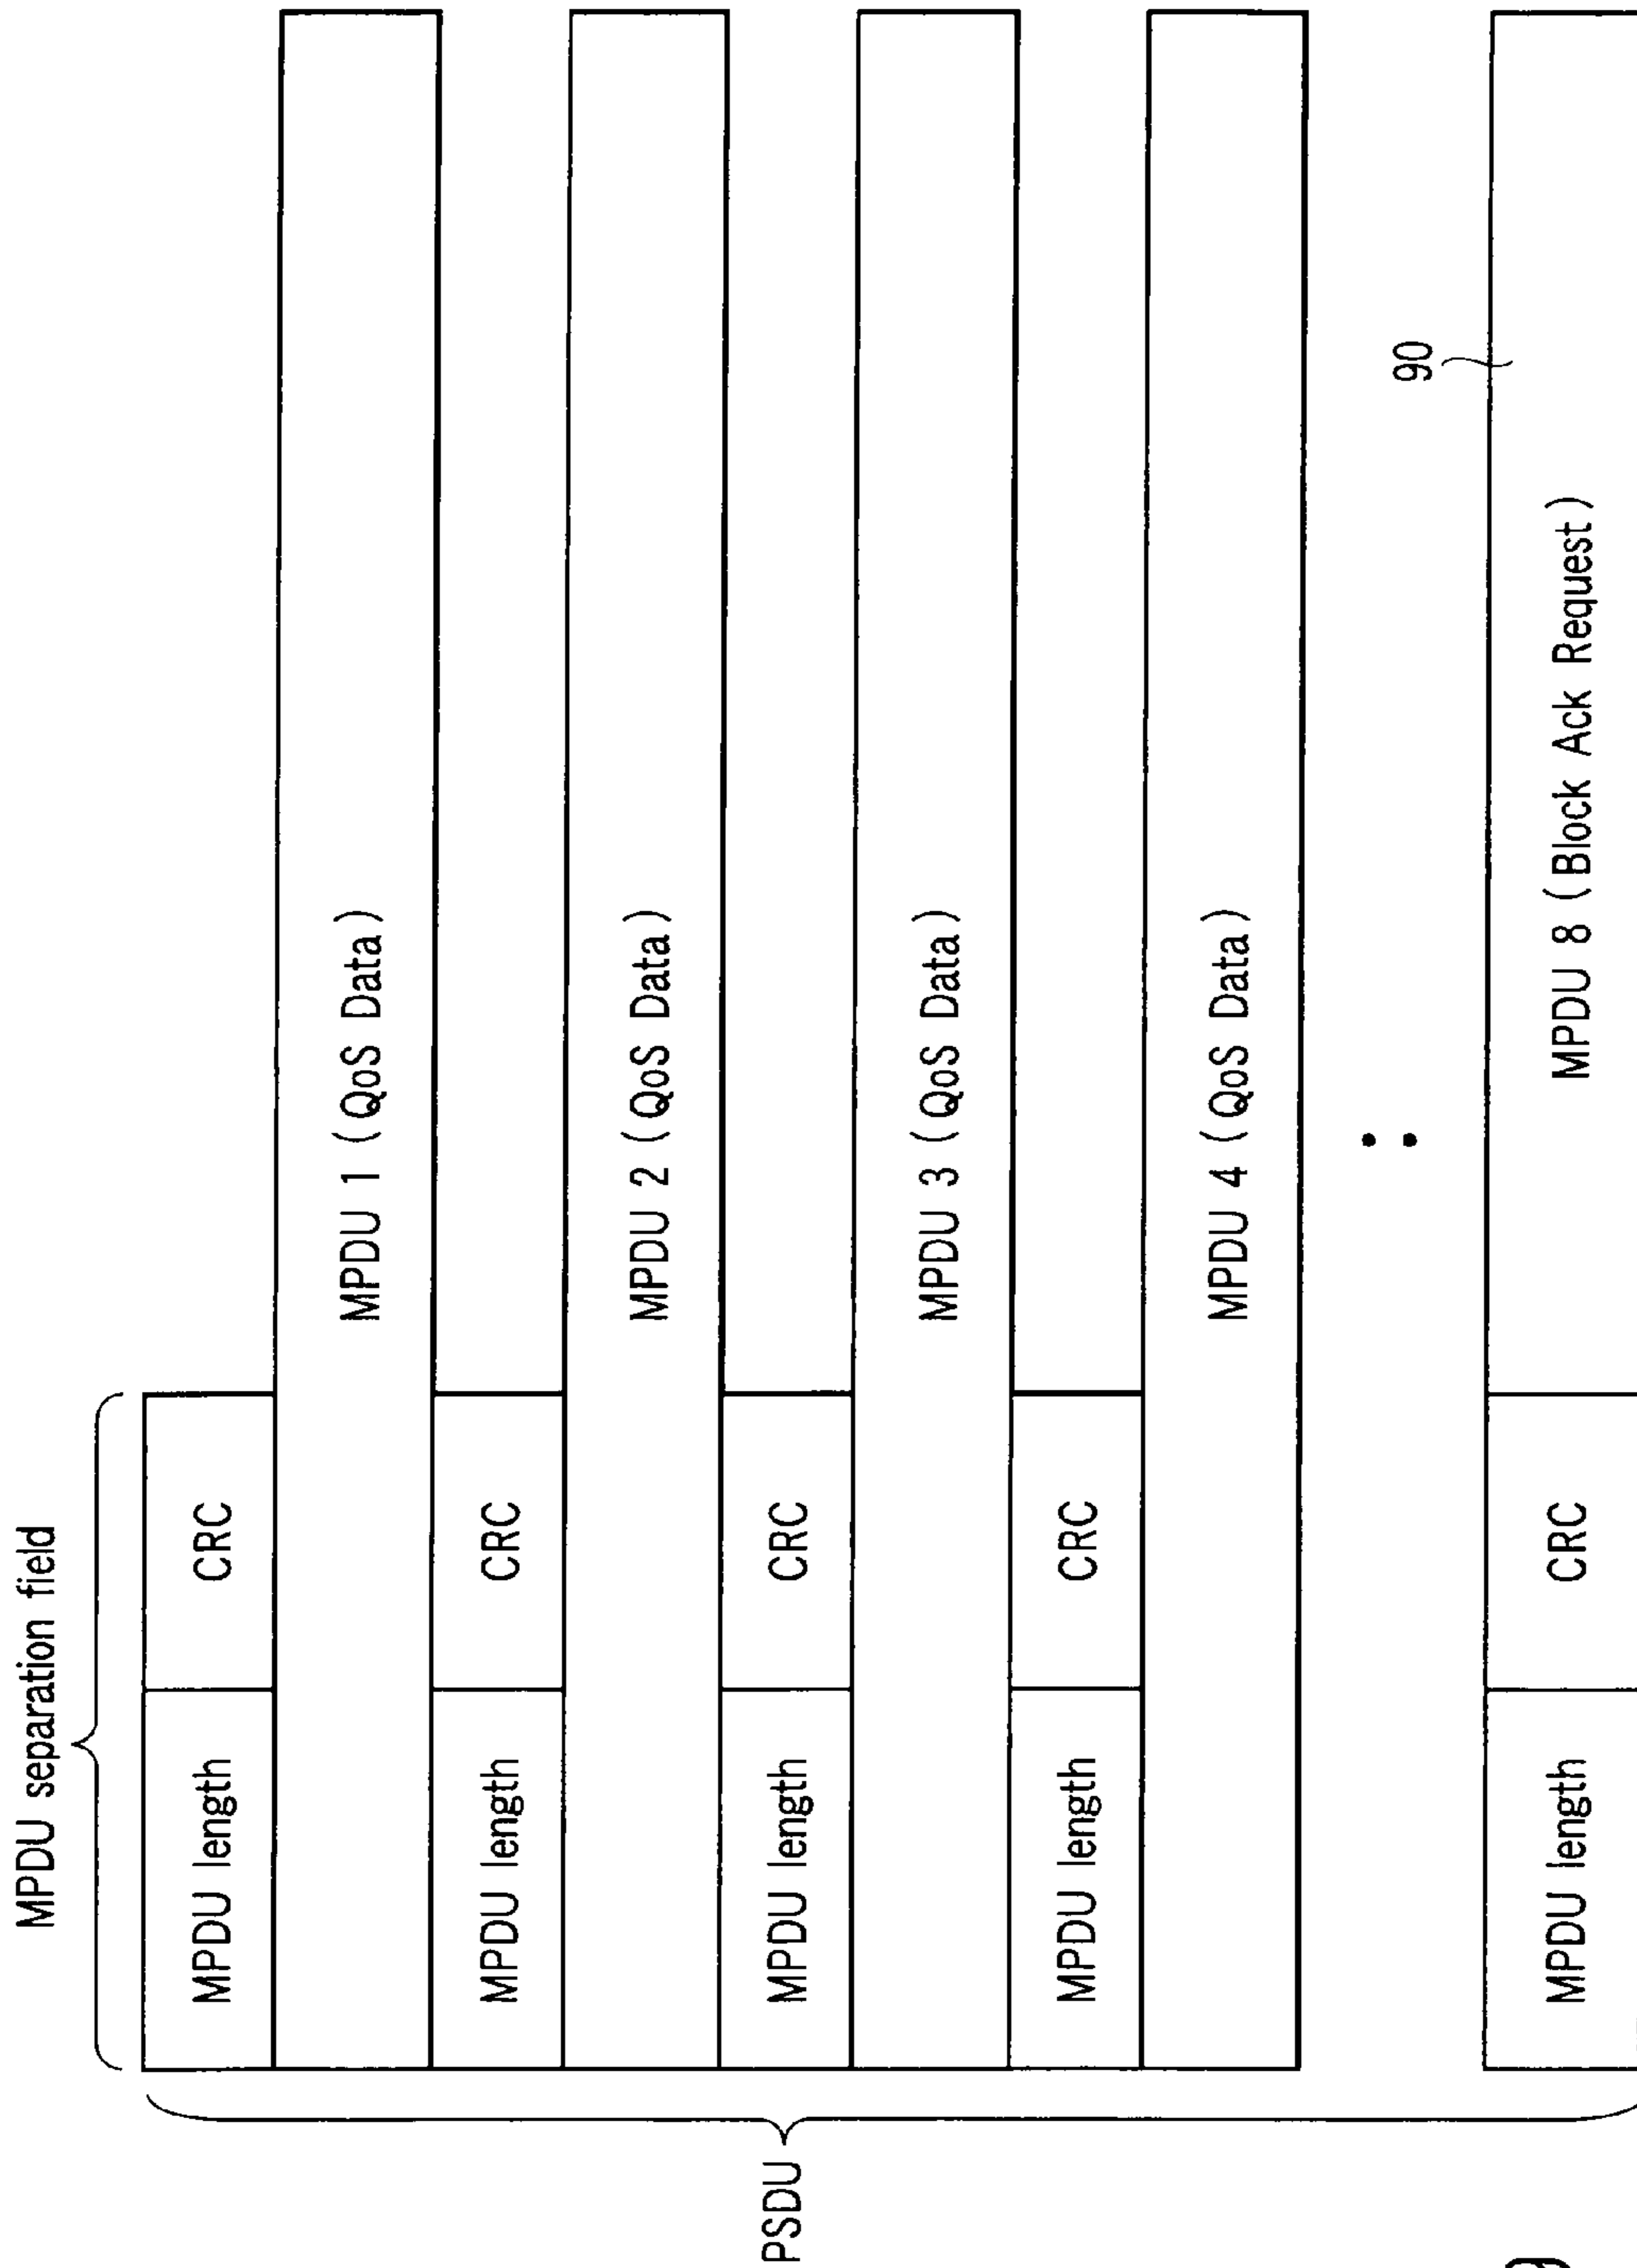 MPDU separation field
MPDU length CRC
MPDU 1 (QoS Data)
MPDU length CRC
MPDU 2 (QoS Data)
MPDU length CRC
MPDU 3 (QoS Data)
MPDU length CRC
MPDU 4 (QoS Data)
90
MPDU length CRC MPDU 8 (Block Ack Request)
PSDU